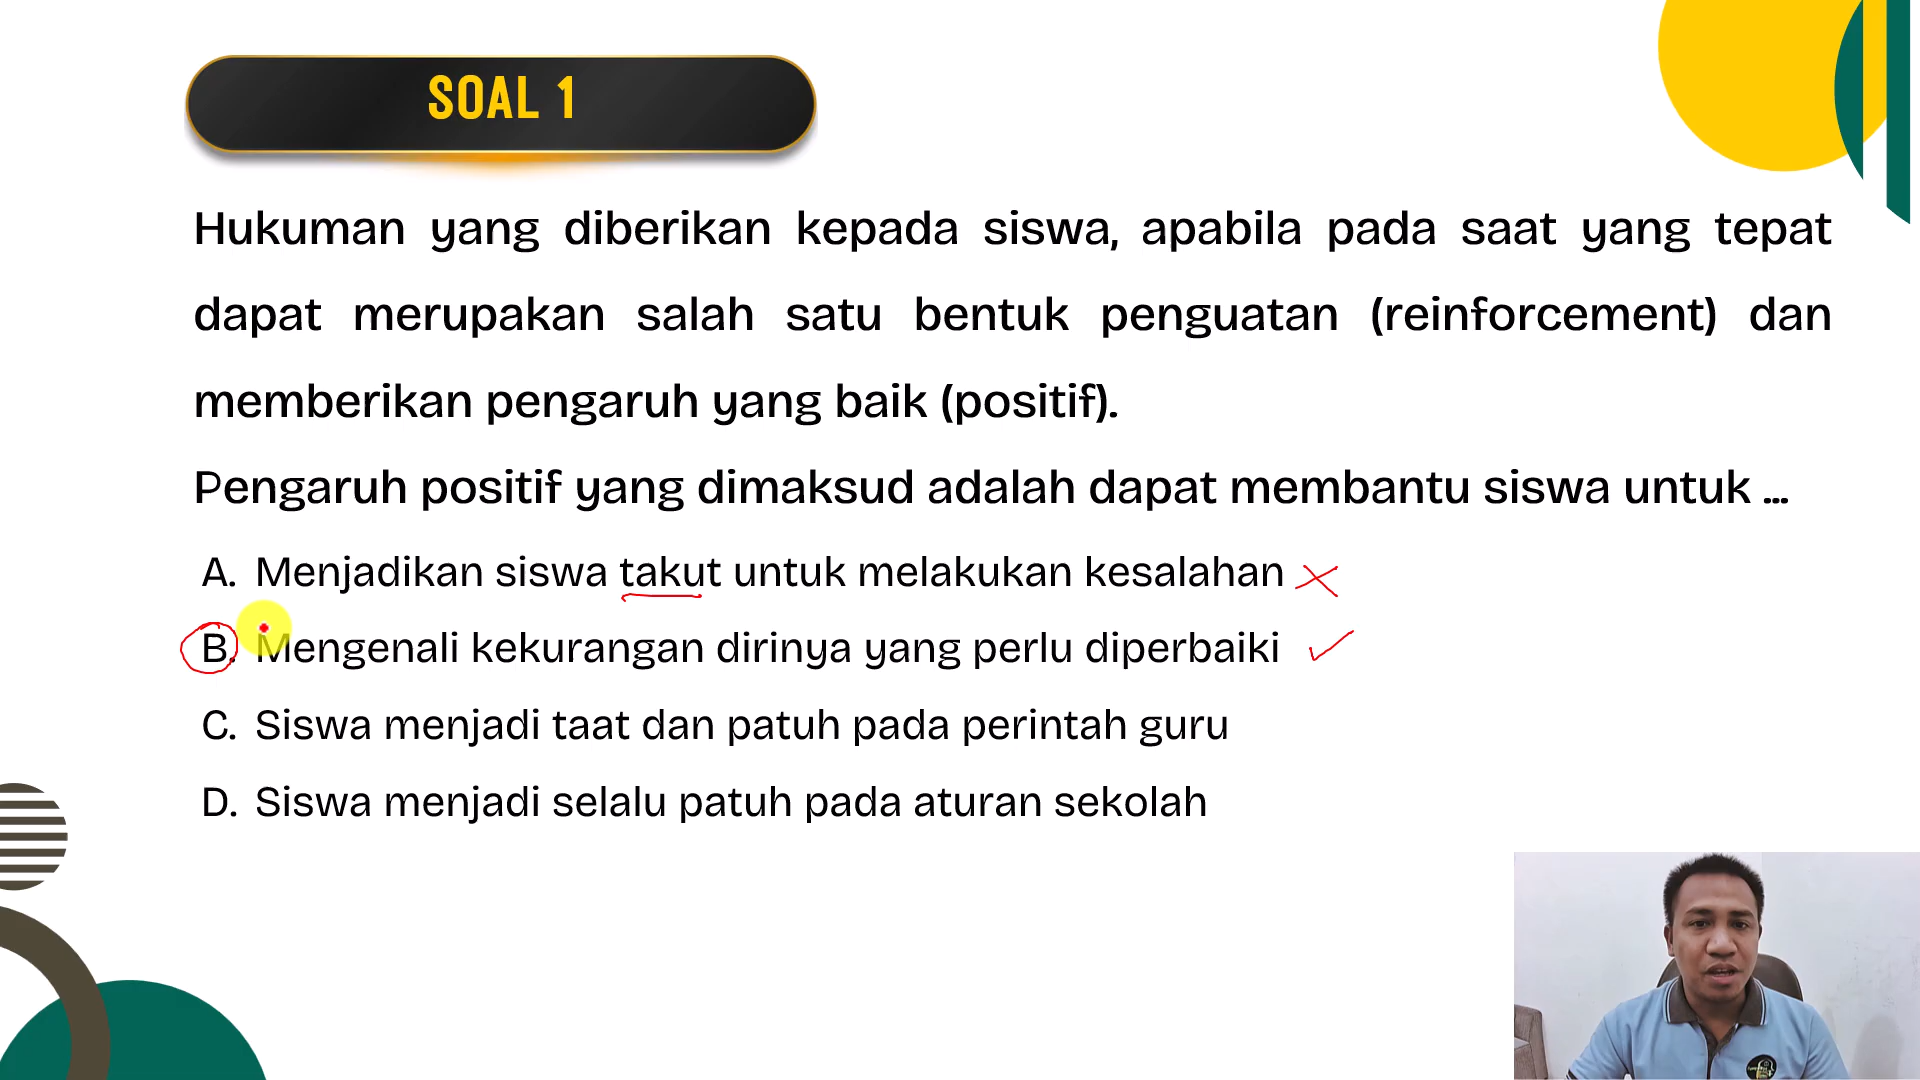 SOAL 1
Hukuman yang diberikan kepada siswa, apabila pada saat yang tepat
dapat merupakan salah satu bentuk penguatan (reinforcement) dan
memberikan pengaruh yang baik (positif).
Pengaruh positif yang dimaksud adalah dapat membantu siswa untuk ...
A. Menjadikan siswa takut untuk melakukan kesalahan
B. Mengenali kekurangan dirinya yang perlu diperbaiki
C. Siswa menjadi taat dan patuh pada perintah guru
D. Siswa menjadi selalu patuh pada aturan sekolah